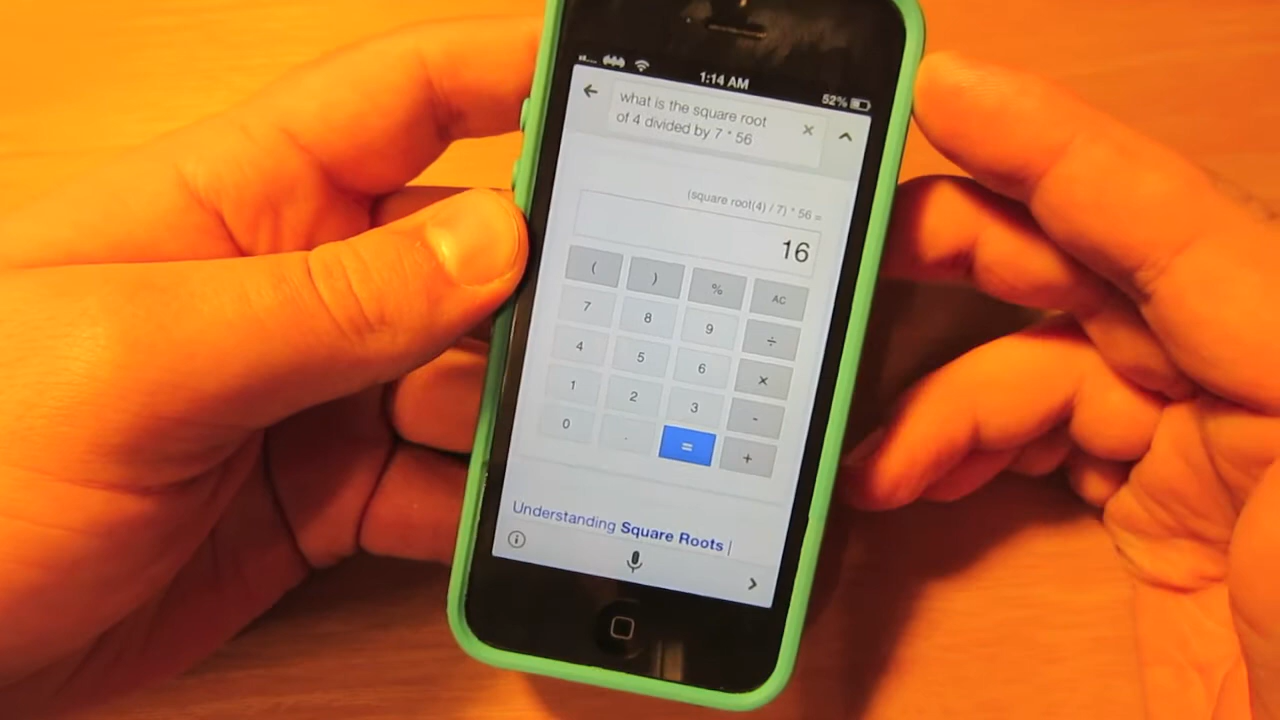 1:14 AM
52%
what is the square root
of 4 divided by 7 * 56
(square root(4) / 7) * 56 =
16
( ) % AC
7 8 9 ÷
4 5 6 ×
1 2 3 -
0 . = +
Understanding Square Roots |